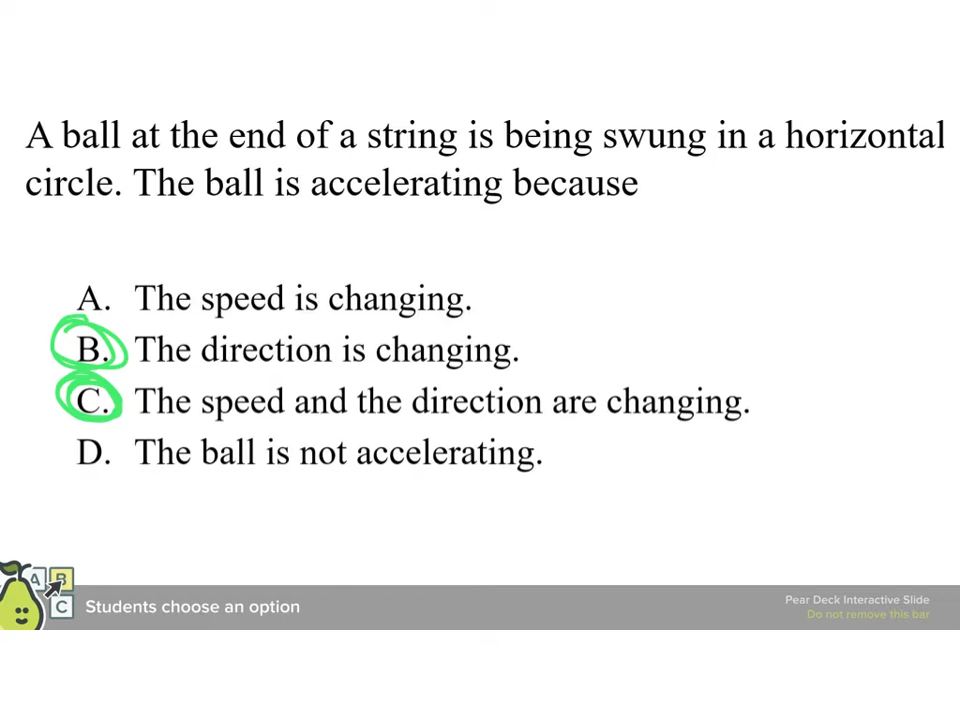 A ball at the end of a string is being swung in a horizontal
circle. The ball is accelerating because
A. The speed is changing.
B. The direction is changing.
C. The speed and the direction are changing.
D. The ball is not accelerating.
A B
C
Students choose an option
Pear Deck Interactive Slide
Do not remove this bar